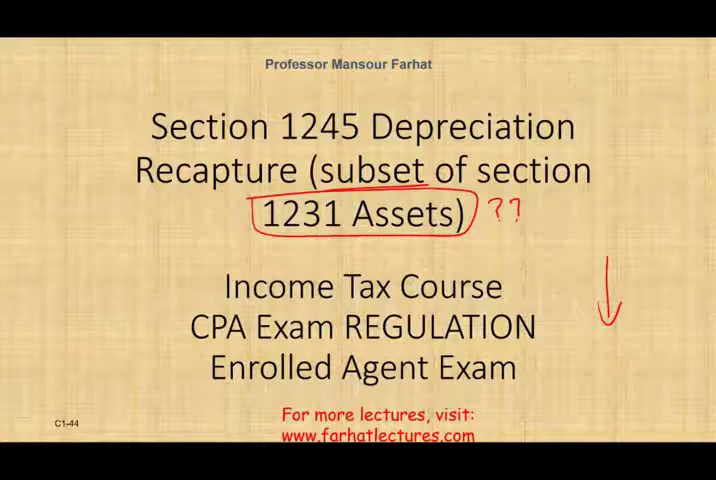 Professor Mansour Farhat
Section 1245 Depreciation
Recapture (subset of section
1231 Assets) ??
Income Tax Course
CPA Exam REGULATION
Enrolled Agent Exam
C1-44
For more lectures, visit:
www.farhatlectures.com